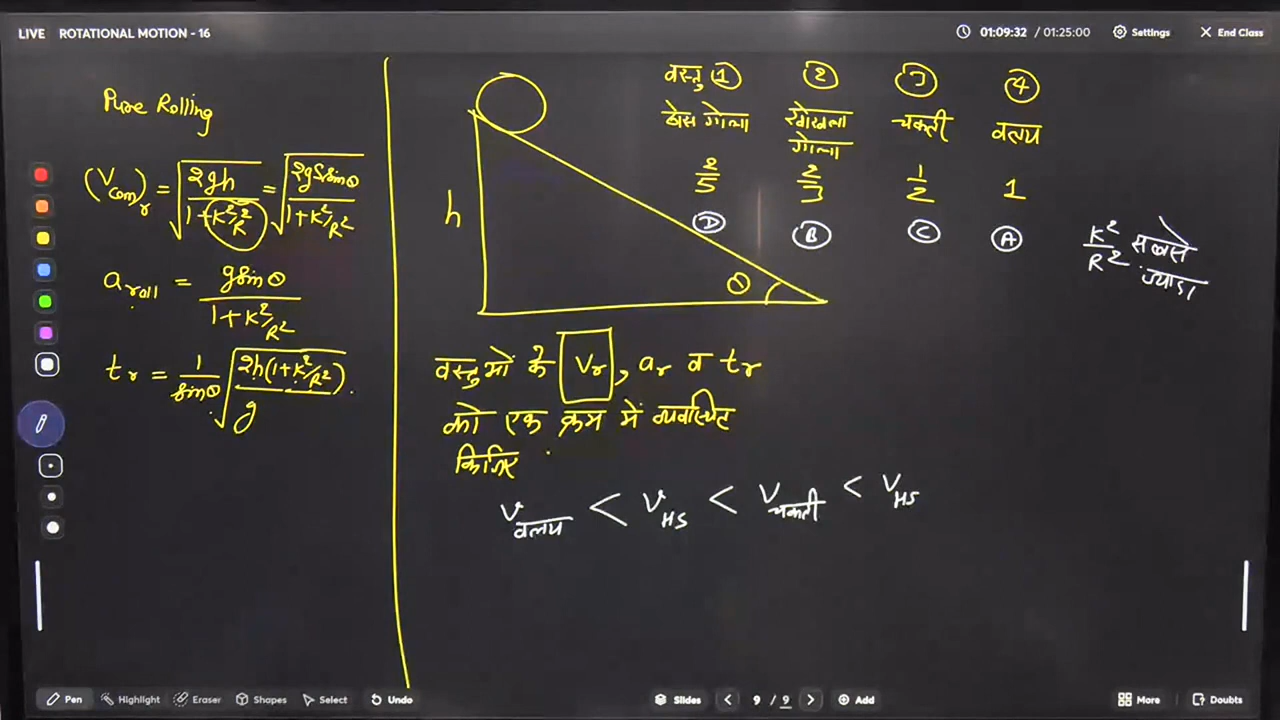 LIVE ROTATIONAL MOTION - 16
01:09:32 / 01:25:00 Settings End Class
Pure Rolling
(Vcom)r = √(2gh / (1+K²/R²)) = √(2gS sinθ / (1+K²/R²))
aroll = gsinθ / (1+K²/R²)
tr = 1/sinθ √(2h(1+K²/R²) / g)
h
θ
वस्तु ① ② ③ ④
ठोस गोला खोखला गोला चकती वलय
2/5 2/3 1/2 1
Ⓓ Ⓑ Ⓒ Ⓐ
K²/R² सबसे ज्यादा
वस्तुओं के Vr, ar व tr
को एक क्रम में व्यवस्थित
किजिए
Vवलय < VHS < Vचकती < VHS
Pen Highlight Eraser Shapes Select Undo Slides 9 / 9 Add More Doubts